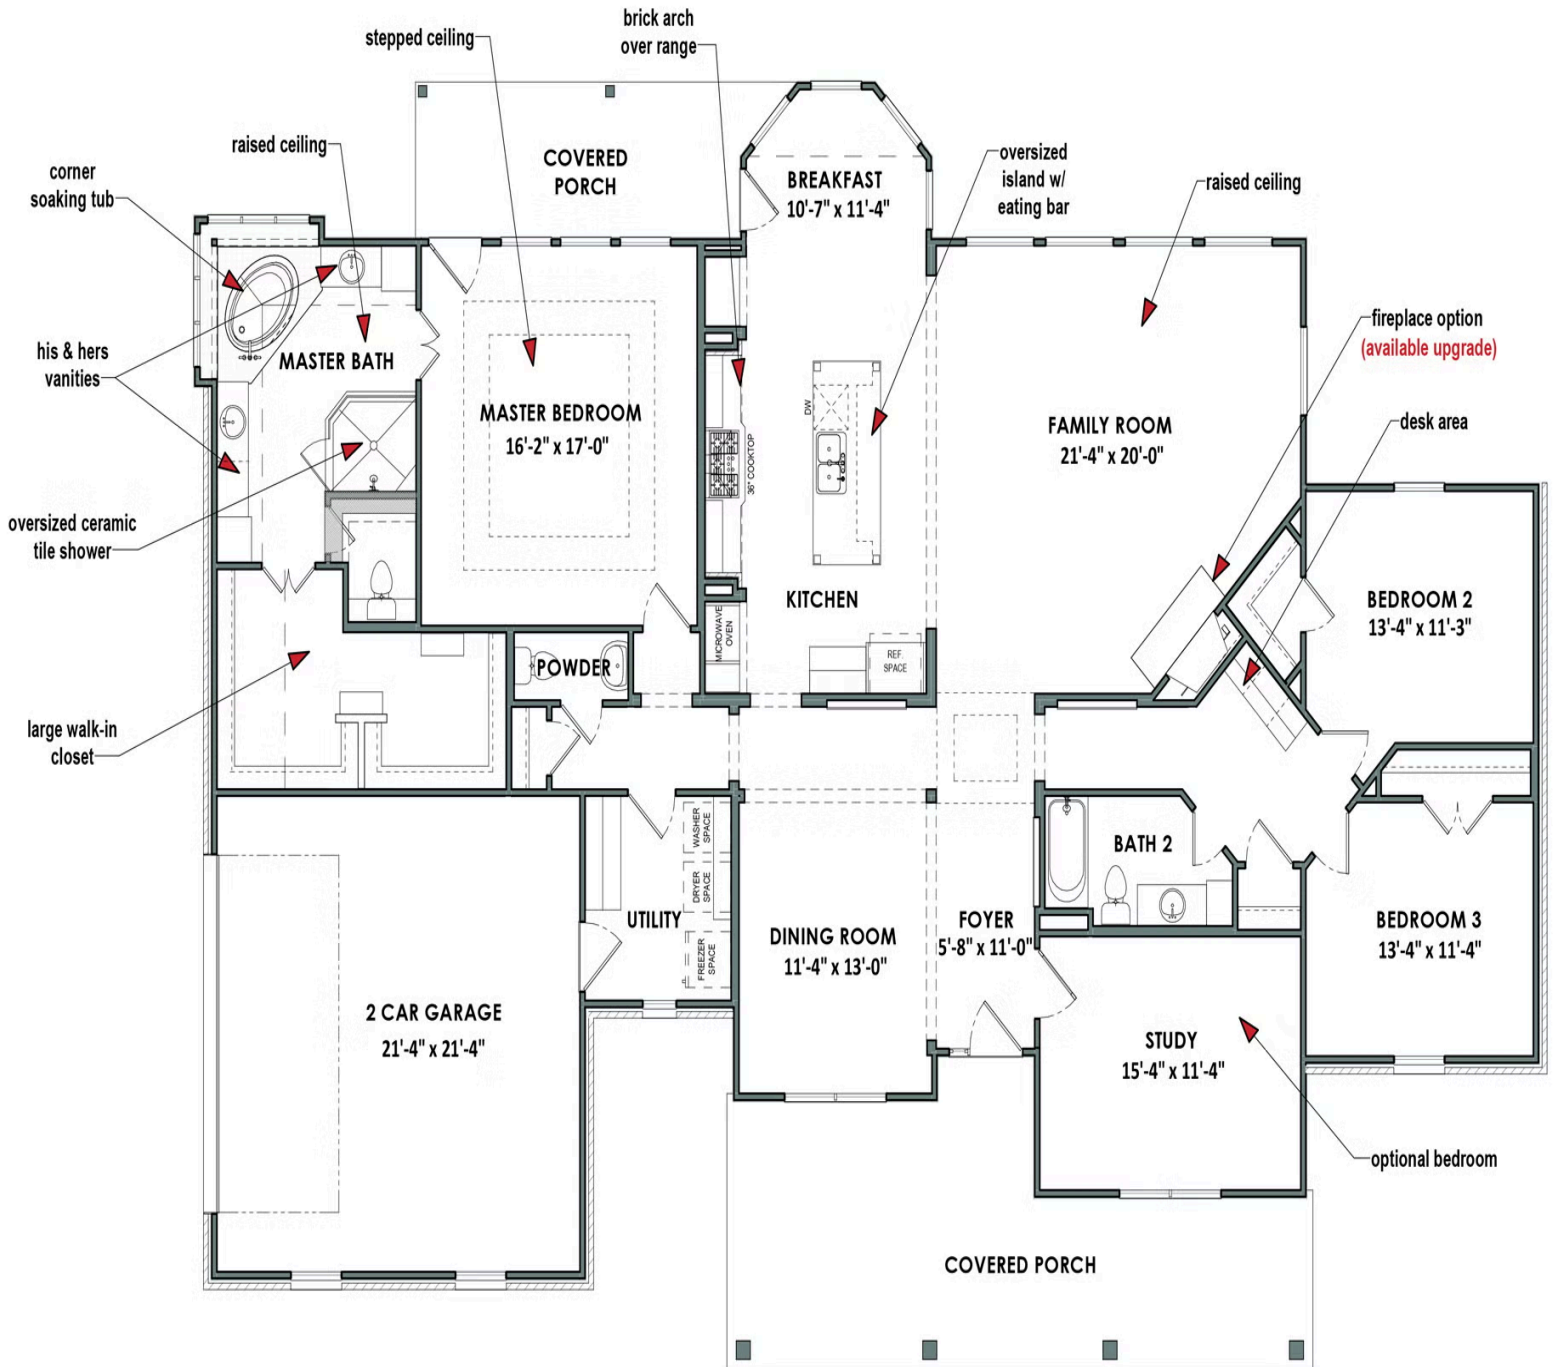 brick arch
over range
stepped ceiling
raised ceiling
corner
soaking tub
COVERED
PORCH
BREAKFAST
10'-7" x 11'-4"
oversized
island w/
eating bar
raised ceiling
his & hers
vanities
MASTER BATH
fireplace option
(available upgrade)
DW
MASTER BEDROOM
16'-2" x 17'-0"
36" COOKTOP
FAMILY ROOM
21'-4" x 20'-0"
desk area
oversized ceramic
tile shower
KITCHEN
MICROWAVE
OVEN
REF.
SPACE
BEDROOM 2
13'-4" x 11'-3"
POWDER
large walk-in
closet
WASHER
SPACE
DRYER
SPACE
FREEZER
SPACE
UTILITY
BATH 2
DINING ROOM
11'-4" x 13'-0"
FOYER
5'-8" x 11'-0"
BEDROOM 3
13'-4" x 11'-4"
2 CAR GARAGE
21'-4" x 21'-4"
STUDY
15'-4" x 11'-4"
optional bedroom
COVERED PORCH